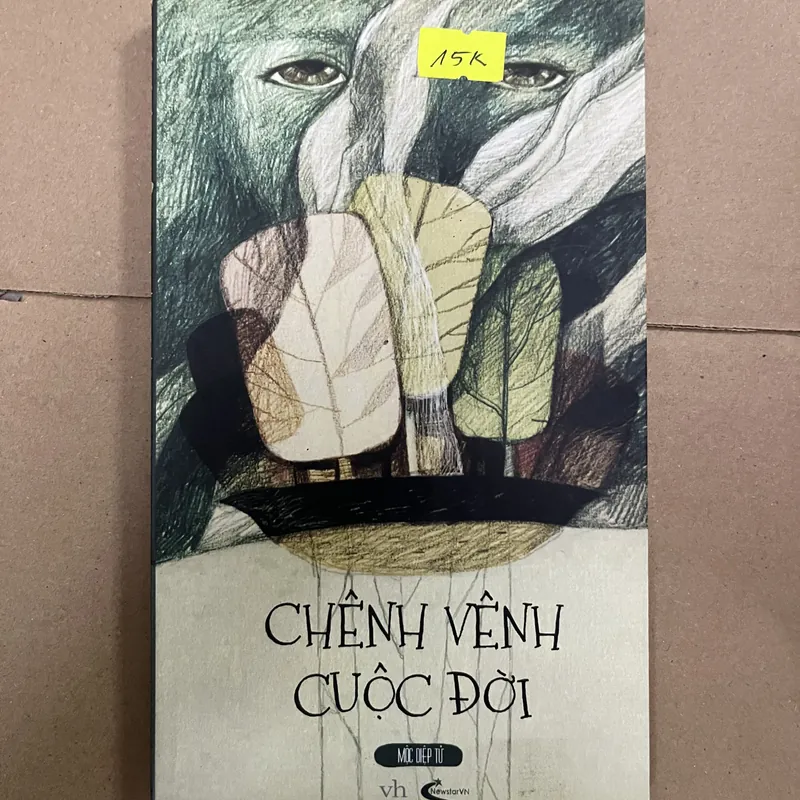 15K
CHÊNH VÊNH
CUỘC ĐỜI
MỘC DIỆP TỬ
vh NewstarVN